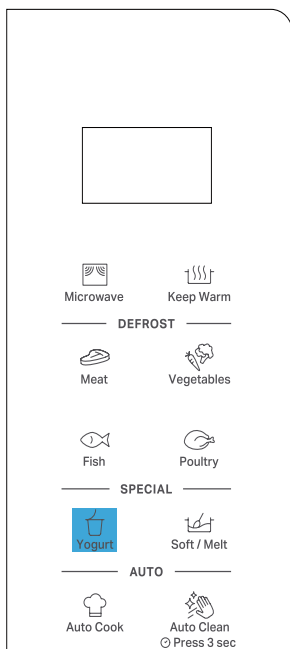 Microwave Keep Warm
DEFROST
Meat Vegetables
Fish Poultry
SPECIAL
Yogurt Soft / Melt
AUTO
Auto Cook Auto Clean
Press 3 sec